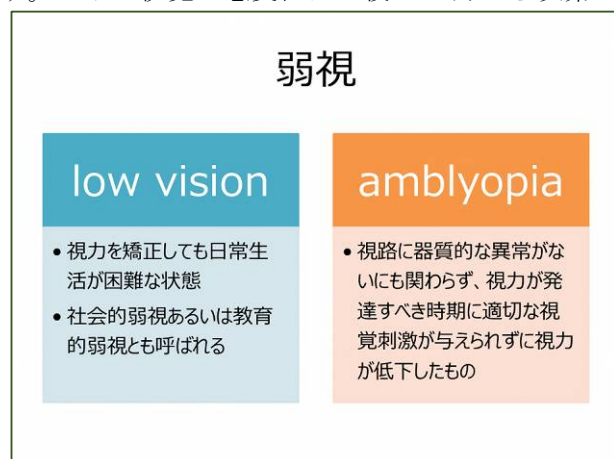 弱視
low vision
• 視力を矯正しても日常生
活が困難な状態
• 社会的弱視あるいは教育
的弱視とも呼ばれる
amblyopia
• 視路に器質的な異常がな
いにも関わらず、視力が発
達すべき時期に適切な視
覚刺激が与えられずに視力
が低下したもの